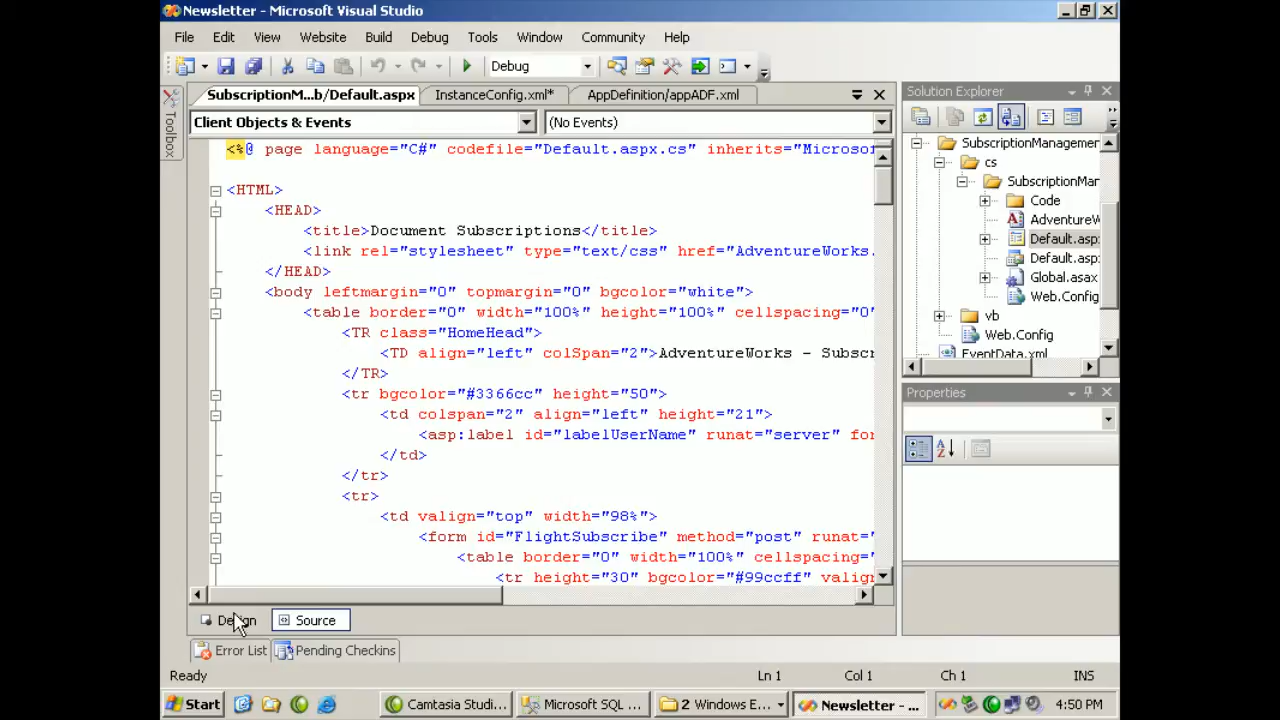 Newsletter - Microsoft Visual Studio
File Edit View Website Build Debug Tools Window Community Help
Debug
SubscriptionM...b/Default.aspx InstanceConfig.xml* AppDefinition/appADF.xml
Client Objects & Events (No Events)
<%@ page language="C#" codefile="Default.aspx.cs" inherits="Microsof
<HTML>
<HEAD>
<title>Document Subscriptions</title>
<link rel="stylesheet" type="text/css" href="AdventureWorks.
</HEAD>
<body leftmargin="0" topmargin="0" bgcolor="white">
<table border="0" width="100%" height="100%" cellspacing="0"
<TR class="HomeHead">
<TD align="left" colSpan="2">AdventureWorks - Subscr
</TR>
<tr bgcolor="#3366cc" height="50">
<td colspan="2" align="left" height="21">
<asp:label id="labelUserName" runat="server" for
</td>
</tr>
<tr>
<td valign="top" width="98%">
<form id="FlightSubscribe" method="post" runat=
<table border="0" width="100%" cellspacing=
<tr height="30" bgcolor="#99ccff" valign
Design Source
Error List Pending Checkins
Toolbox
Solution Explorer
SubscriptionManagemen
cs
SubscriptionMan
Code
AdventureW
Default.asp
Default.asp
Global.asax
Web.Config
vb
Web.Config
EventData.xml
Properties
Ready Ln 1 Col 1 Ch 1 INS
Start Camtasia Studi... Microsoft SQL ... 2 Windows E... Newsletter - ... 4:50 PM